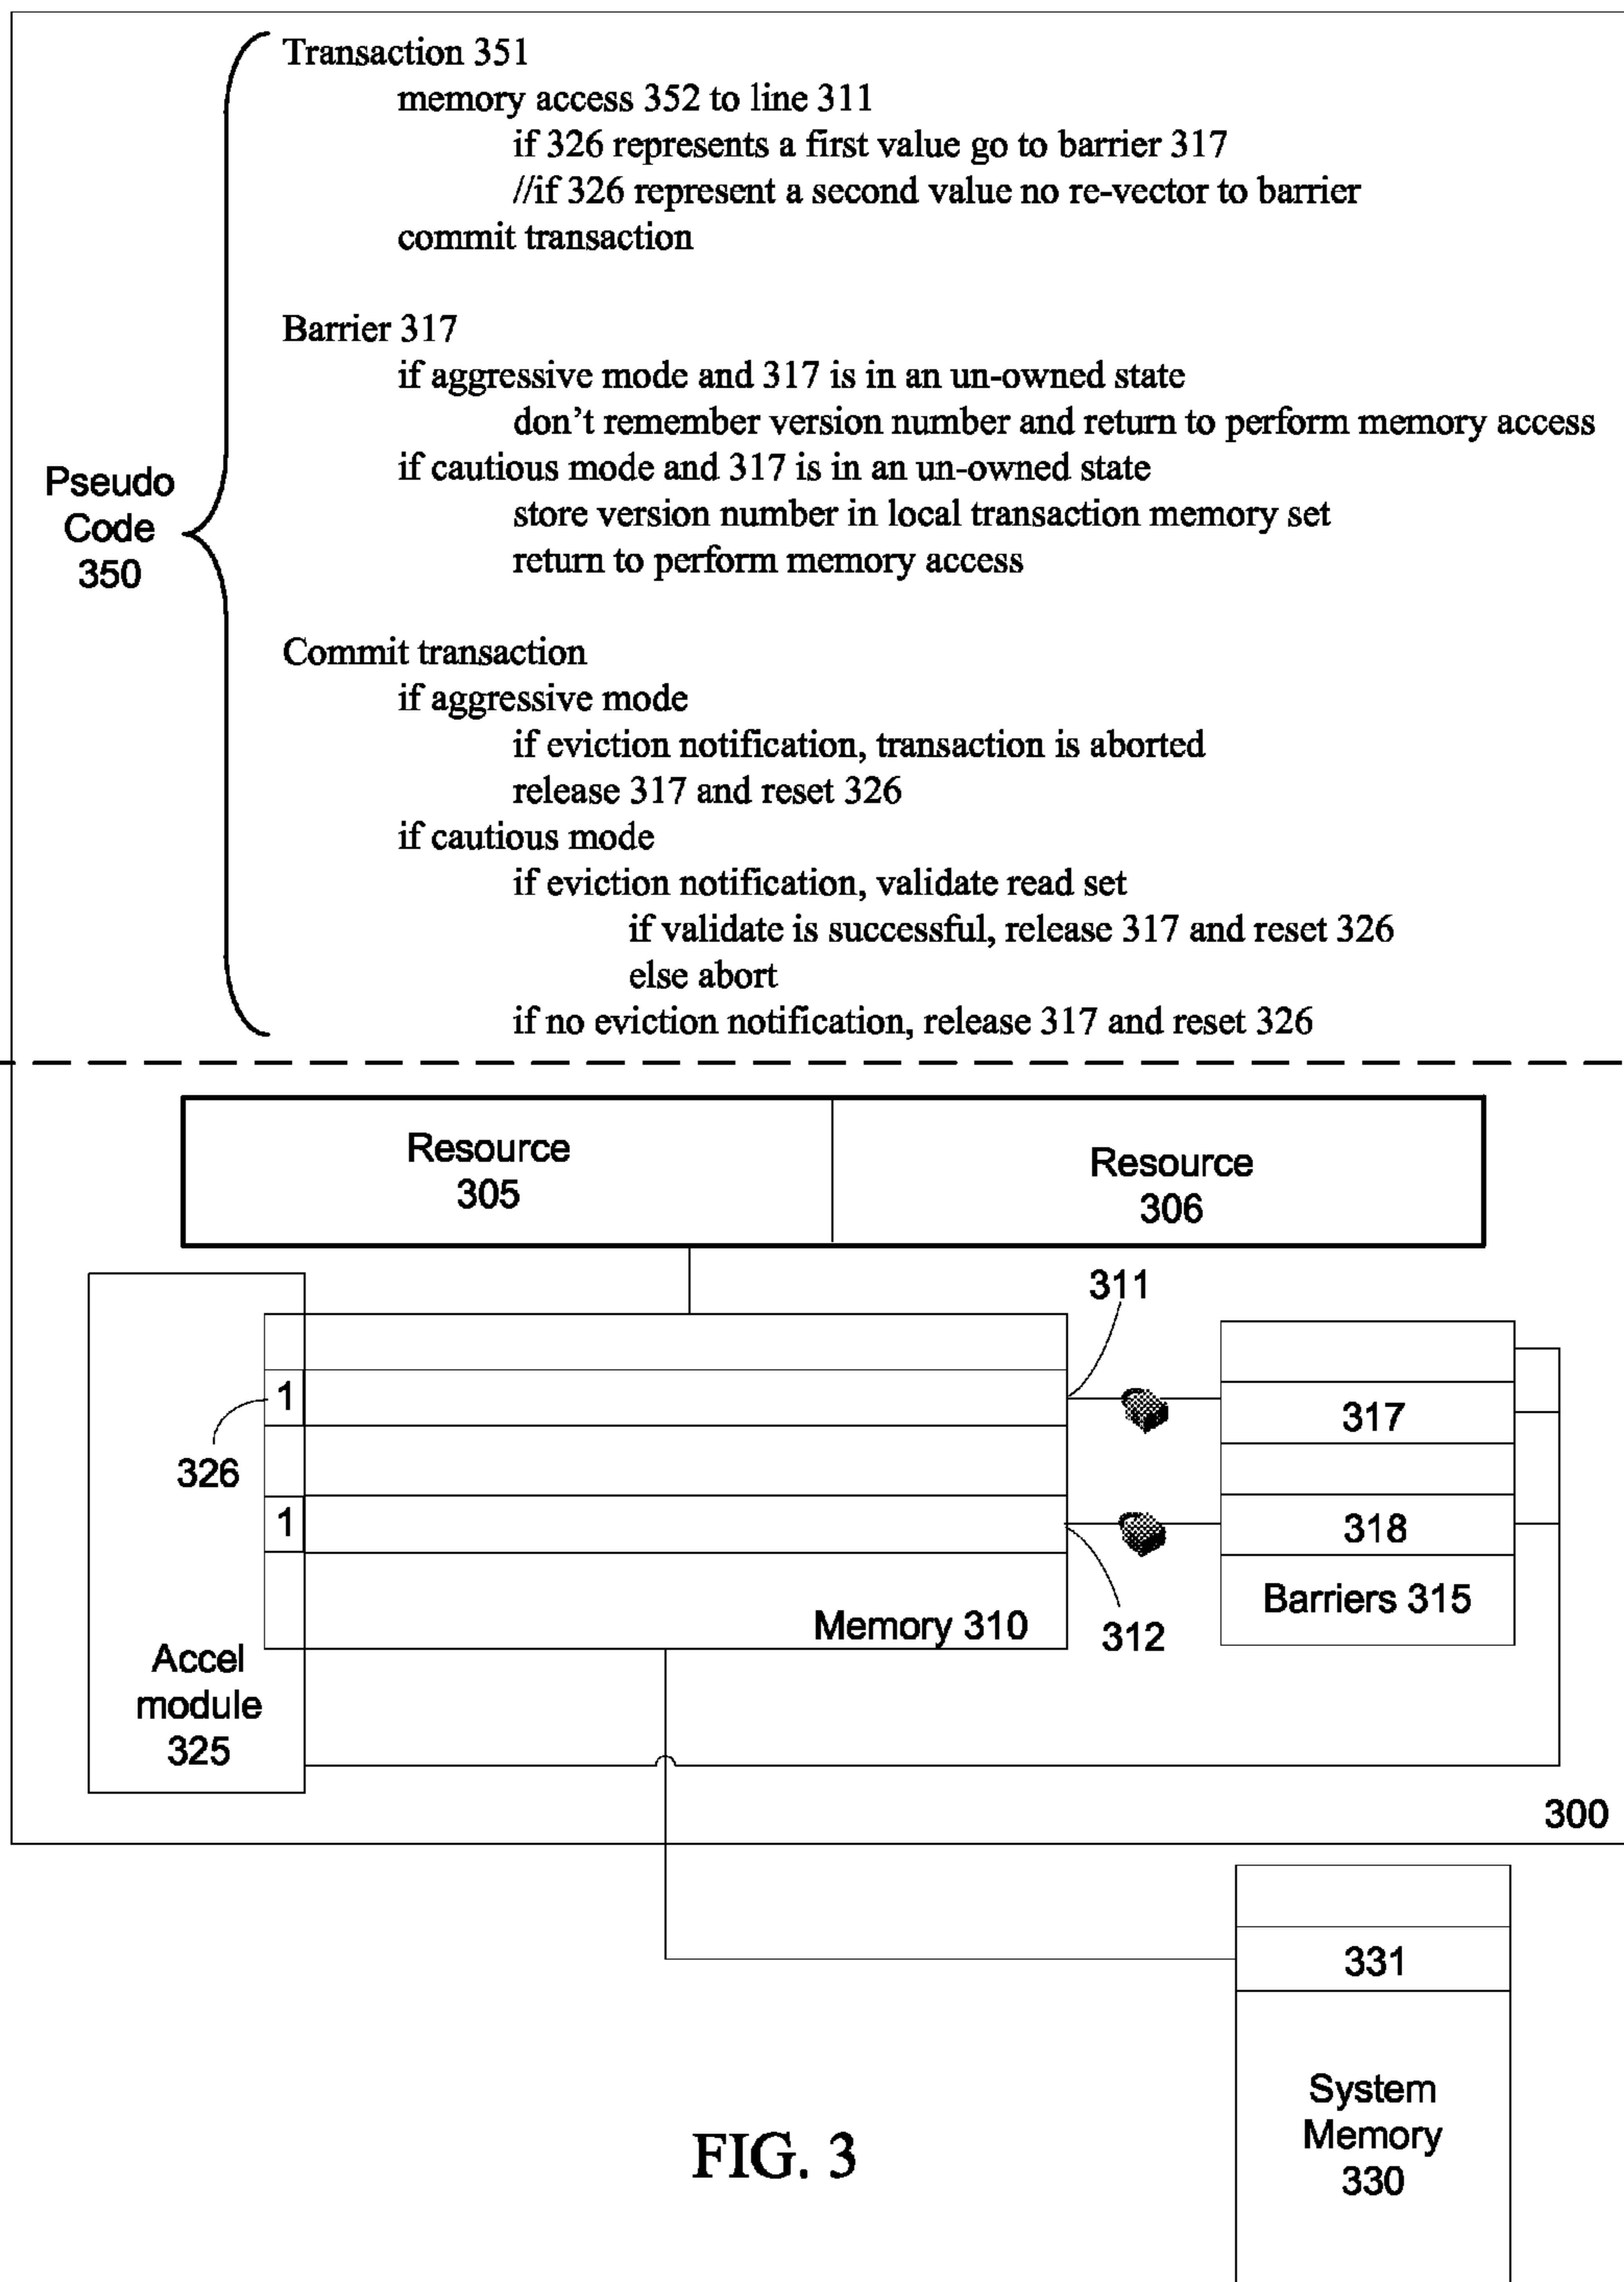 Transaction 351
memory access 352 to line 311
if 326 represents a first value go to barrier 317
//if 326 represent a second value no re-vector to barrier
commit transaction
Barrier 317
if aggressive mode and 317 is in an un-owned state
don't remember version number and return to perform memory access
if cautious mode and 317 is in an un-owned state
store version number in local transaction memory set
return to perform memory access
Pseudo
Code
350
Commit transaction
if aggressive mode
if eviction notification, transaction is aborted
release 317 and reset 326
if cautious mode
if eviction notification, validate read set
if validate is successful, release 317 and reset 326
else abort
if no eviction notification, release 317 and reset 326
Resource
305
Resource
306
311
1
317
326
1
318
Barriers 315
Memory 310
312
Accel
module
325
300
331
System
Memory
330
FIG. 3